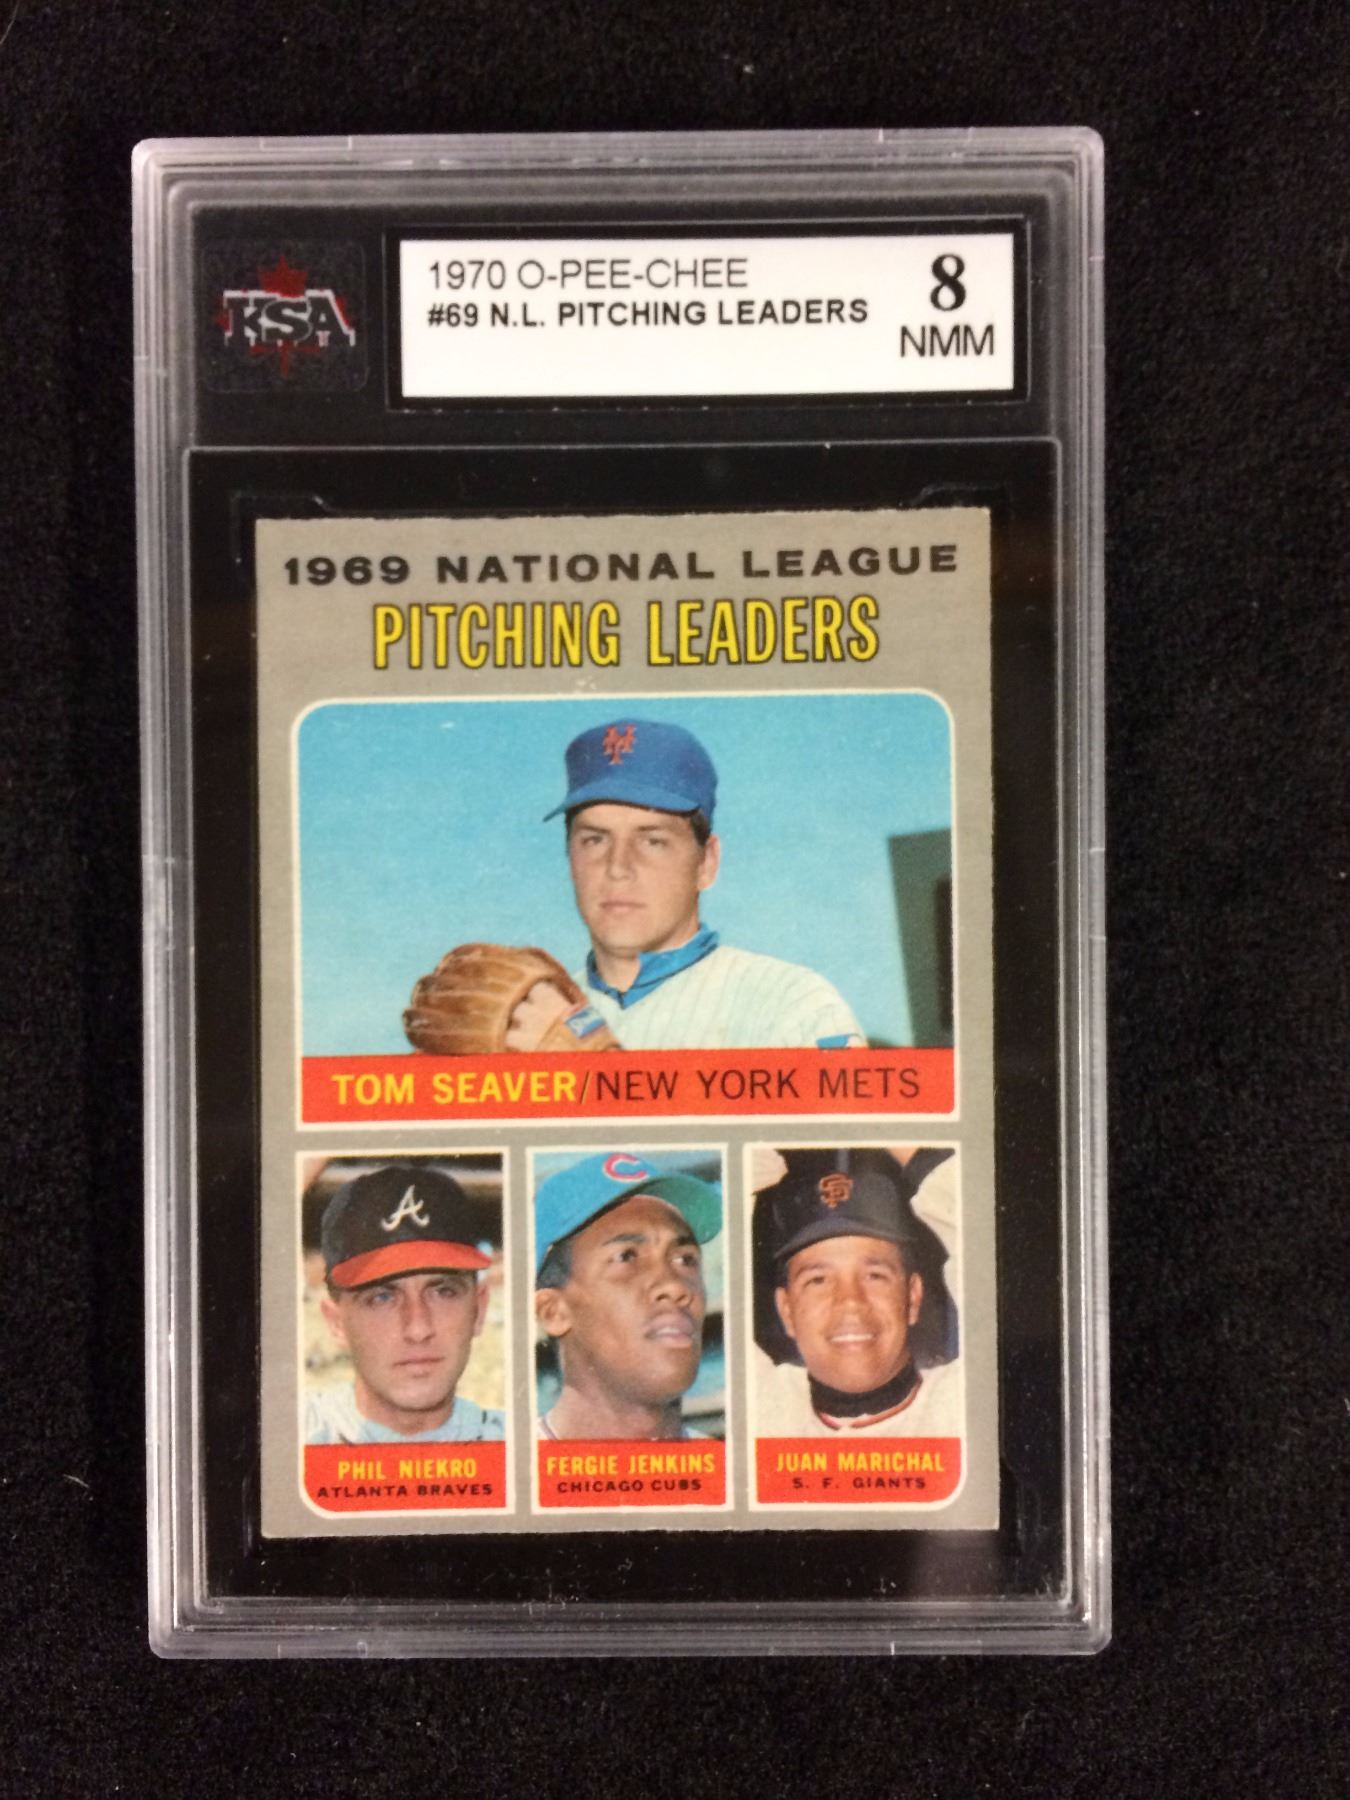 KSA
1970 O-PEE-CHEE
#69 N.L. PITCHING LEADERS
8
NMM
1969 NATIONAL LEAGUE
PITCHING LEADERS
TOM SEAVER/NEW YORK METS
PHIL NIEKRO
ATLANTA BRAVES
FERGIE JENKINS
CHICAGO CUBS
JUAN MARICHAL
S. F. GIANTS